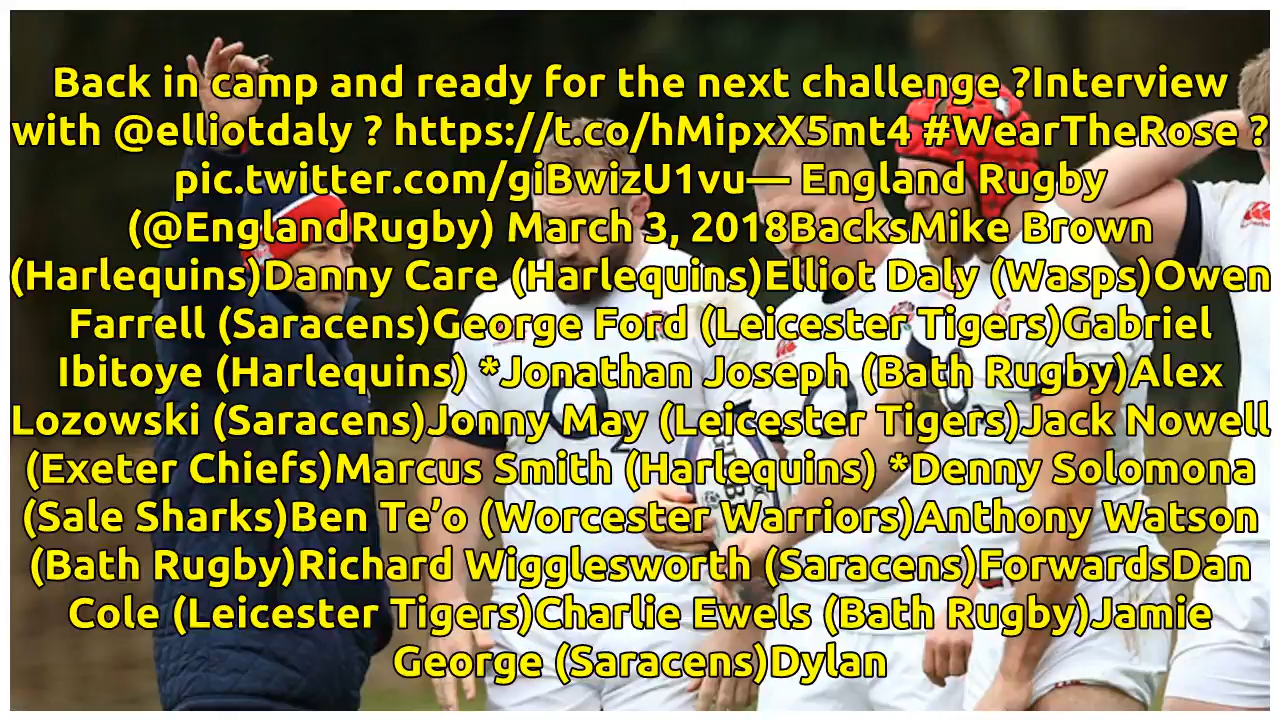 Back in camp and ready for the next challenge ?Interview
with @elliotdaly ? https://t.co/hMipxX5mt4 #WearTheRose ?
pic.twitter.com/giBwizU1vu— England Rugby
(@EnglandRugby) March 3, 2018BacksMike Brown
(Harlequins)Danny Care (Harlequins)Elliot Daly (Wasps)Owen
Farrell (Saracens)George Ford (Leicester Tigers)Gabriel
Ibitoye (Harlequins) *Jonathan Joseph (Bath Rugby)Alex
Lozowski (Saracens)Jonny May (Leicester Tigers)Jack Nowell
(Exeter Chiefs)Marcus Smith (Harlequins) *Denny Solomona
(Sale Sharks)Ben Te’o (Worcester Warriors)Anthony Watson
(Bath Rugby)Richard Wigglesworth (Saracens)ForwardsDan
Cole (Leicester Tigers)Charlie Ewels (Bath Rugby)Jamie
George (Saracens)Dylan